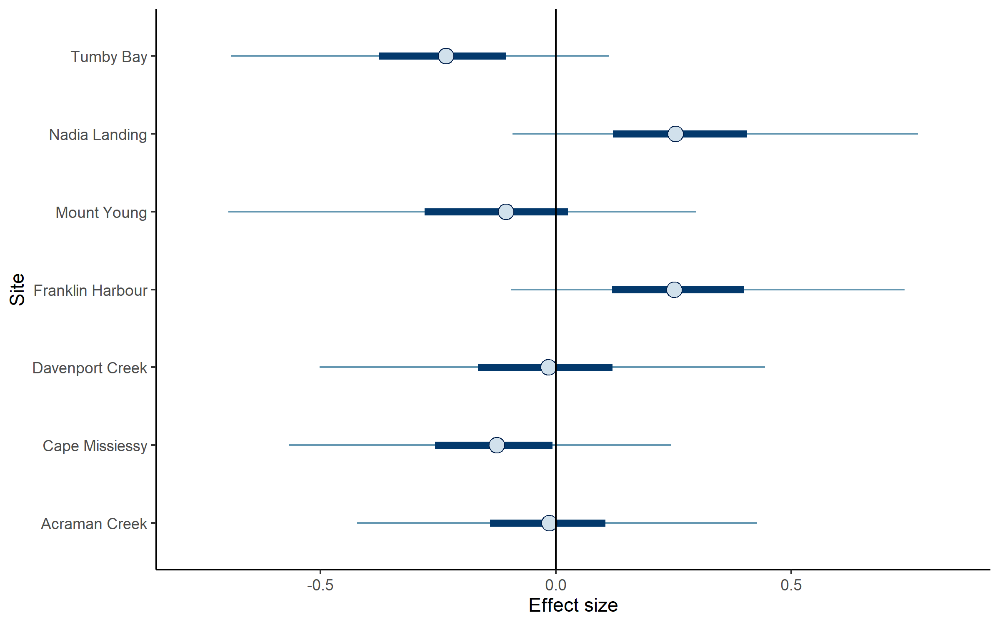 Site
Tumby Bay
Nadia Landing
Mount Young
Franklin Harbour
Davenport Creek
Cape Missiessy
Acraman Creek
-0.5 0.0 0.5
Effect size